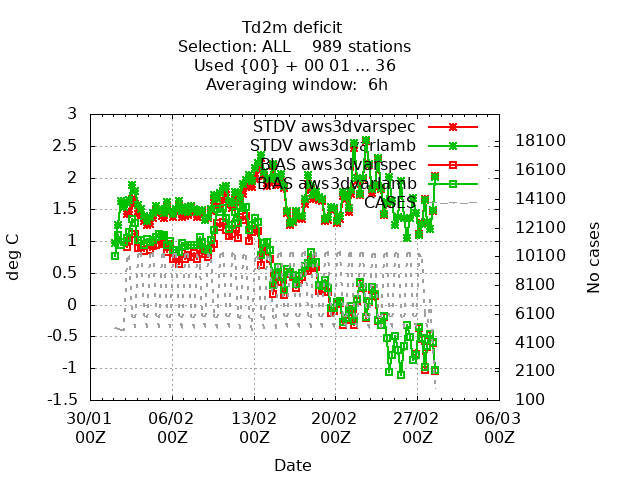 Td2m deficit
Selection: ALL    989 stations
Used {00} + 00 01 ... 36
Averaging window:  6h
STDV aws3dvarspec
STDV aws3dvarlamb
BIAS aws3dvarspec
BIAS aws3dvarlamb
CASES
3
2.5
2
1.5
1
0.5
0
-0.5
-1
-1.5
deg C
18100
16100
14100
12100
10100
8100
6100
4100
2100
100
No cases
30/01 06/02 13/02 20/02 27/02 06/03
00Z 00Z 00Z 00Z 00Z 00Z
Date